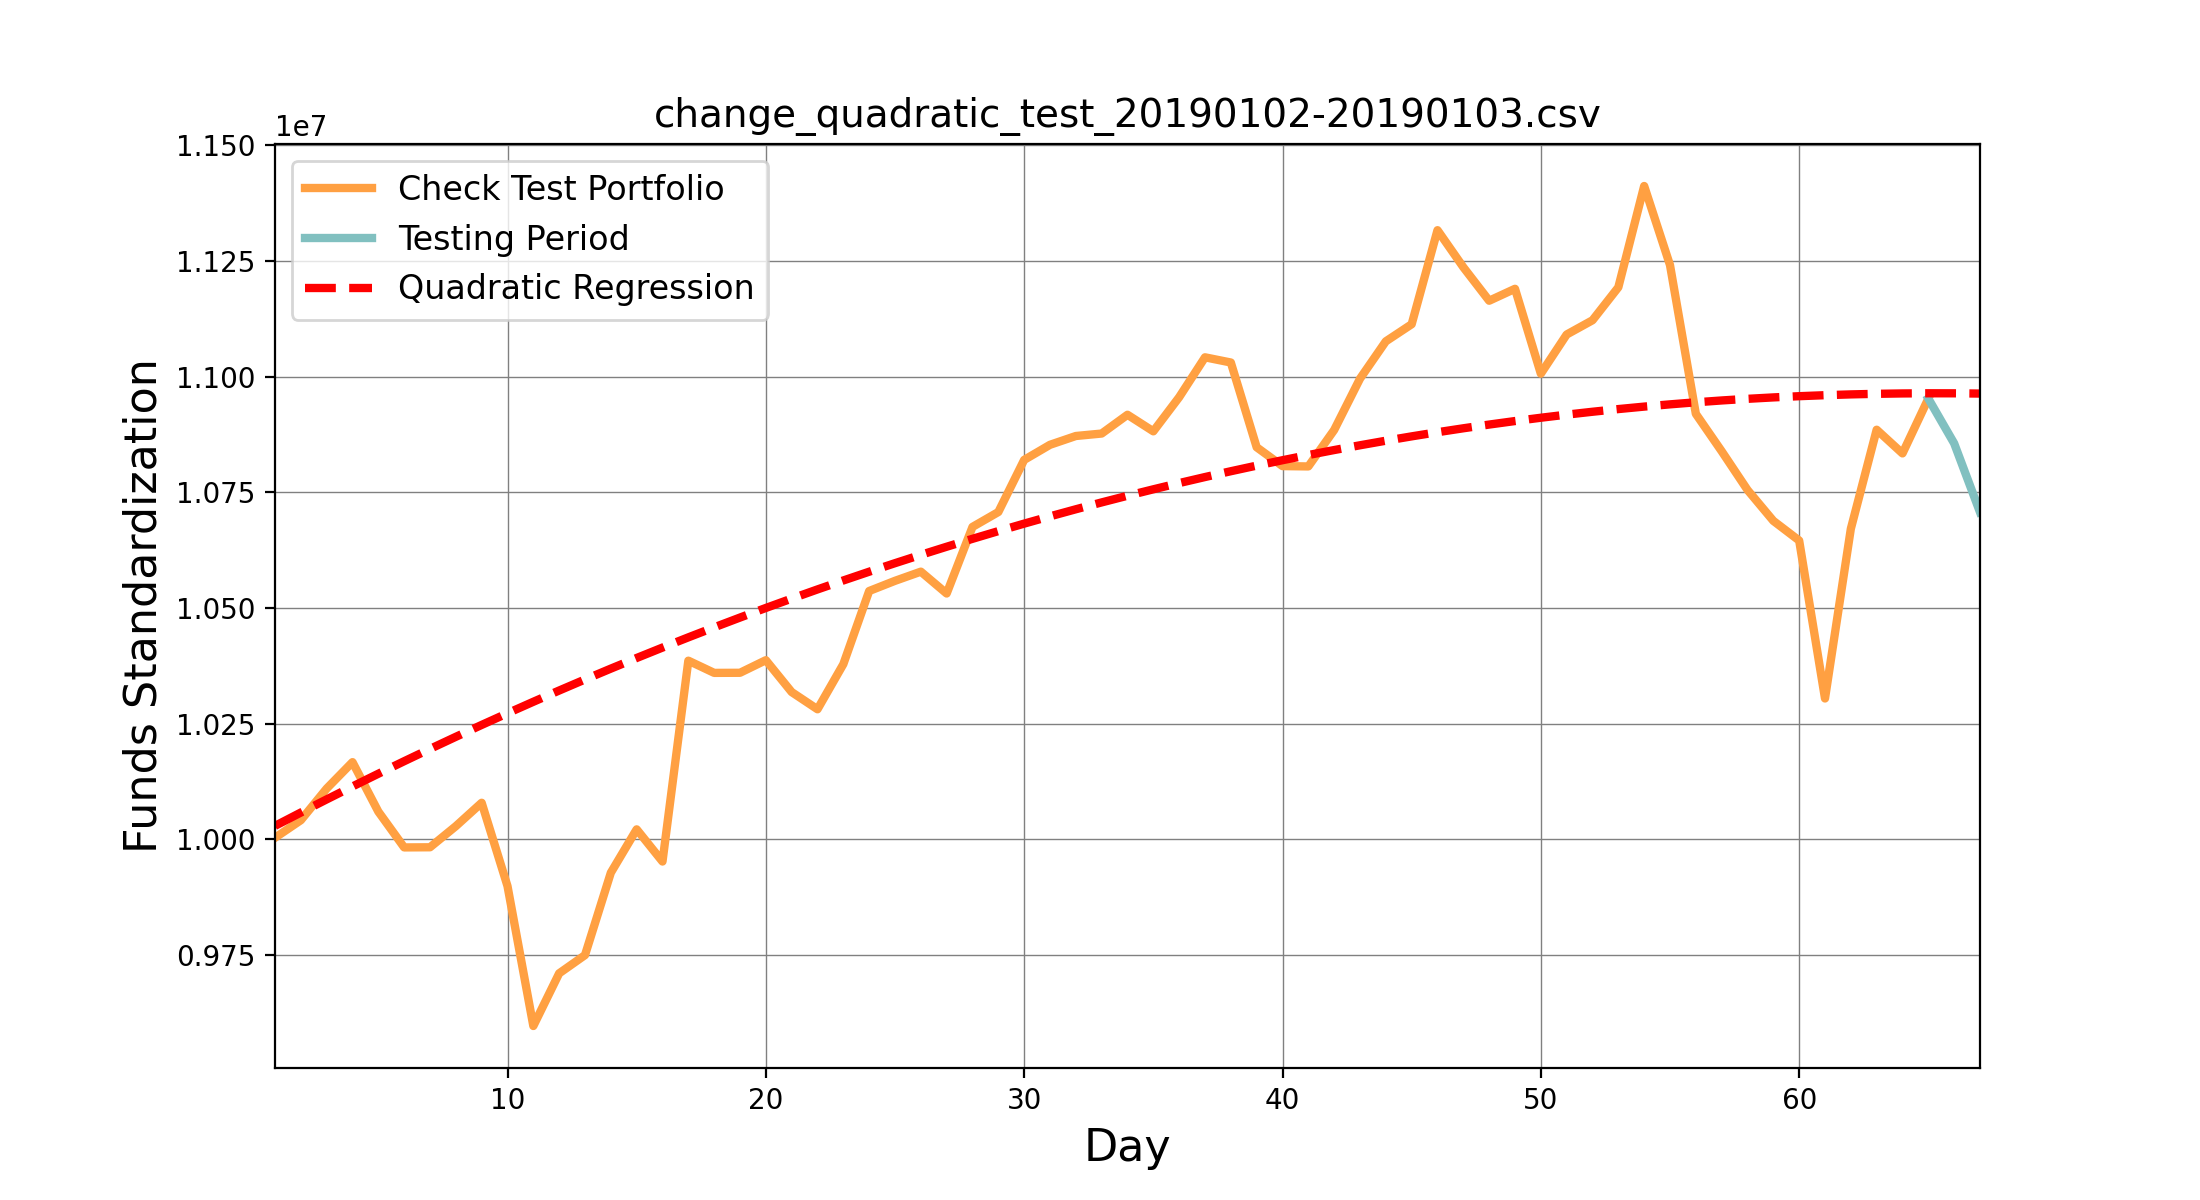 change_quadratic_test_20190102-20190103.csv
1e7
1.150
1.125
1.100
1.075
1.050
1.025
1.000
0.975
Funds Standardization
Check Test Portfolio
Testing Period
Quadratic Regression
10 20 30 40 50 60
Day